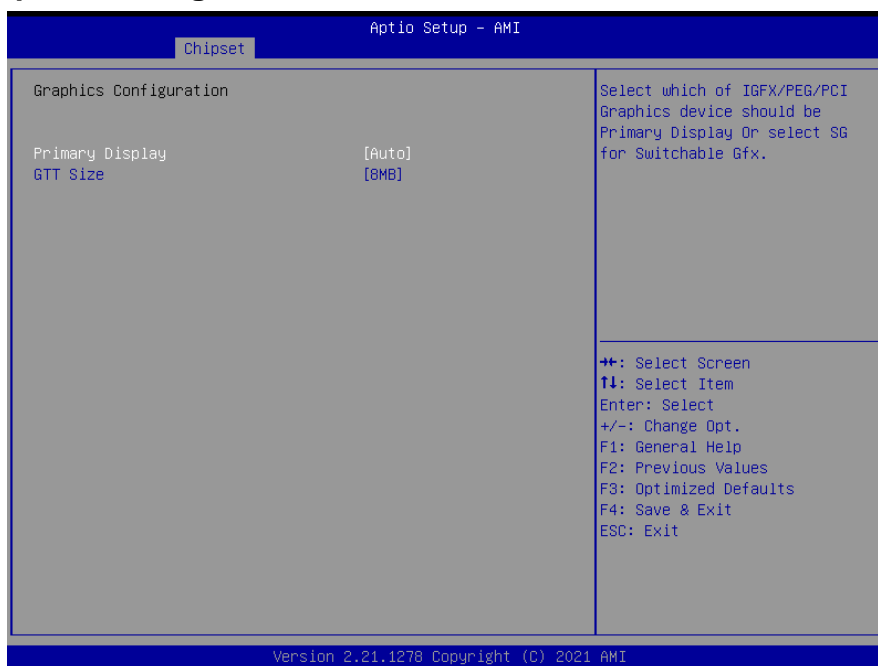 Aptio Setup – AMI
Chipset
Graphics Configuration
Primary Display [Auto]
GTT Size [8MB]
Select which of IGFX/PEG/PCI
Graphics device should be
Primary Display Or select SG
for Switchable Gfx.
→←: Select Screen
↑↓: Select Item
Enter: Select
+/-: Change Opt.
F1: General Help
F2: Previous Values
F3: Optimized Defaults
F4: Save & Exit
ESC: Exit
Version 2.21.1278 Copyright (C) 2021 AMI